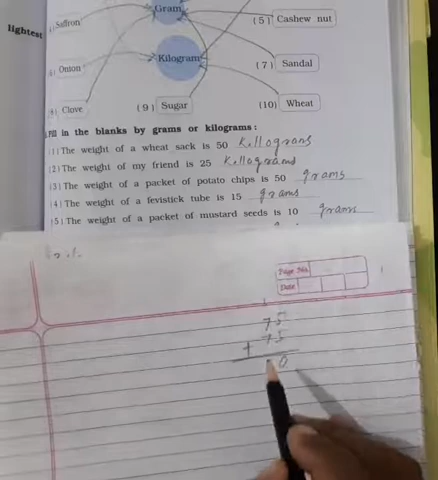 lightest
Saffron
Gram
(5) Cashew nut
Onton
Kilogram
(7) Sandal
Clove
(9) Sugar
(10) Wheat
Fill in the blanks by grams or kilograms :
(1) The weight of a wheat sack is 50 Killograms
(2) The weight of my friend is 25 Killograms
(3) The weight of a packet of potato chips is 50 grams
(4) The weight of a fevistick tube is 15 grams
(5) The weight of a packet of mustard seeds is 10 grams
Page No.
Date
75
+ 75
0